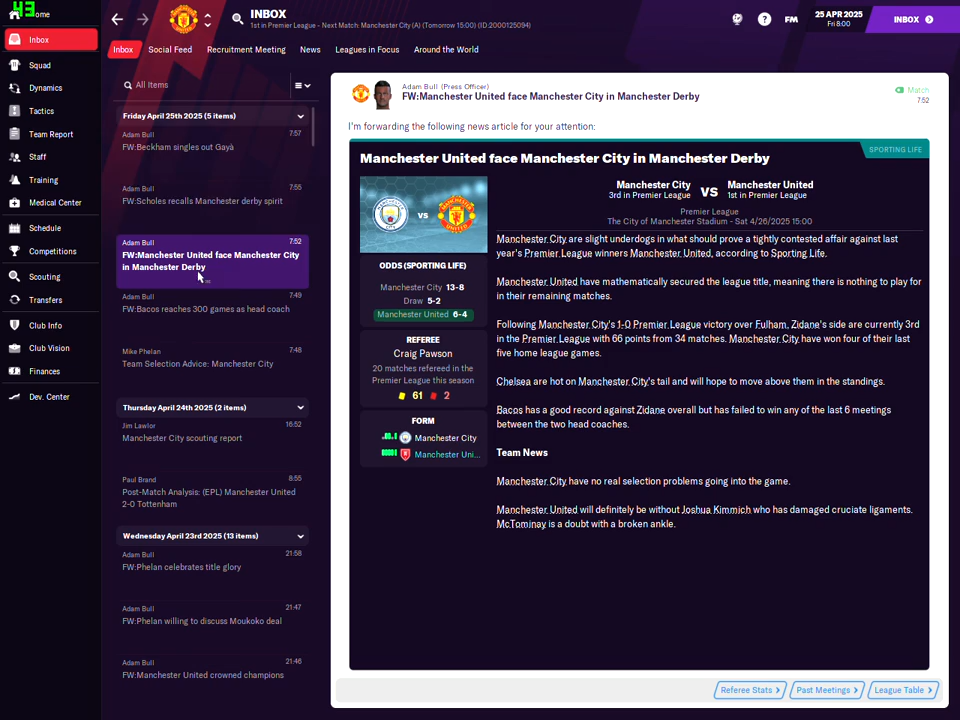 43
ome
INBOX
1st in Premier League - Next Match: Manchester City (A) (Tomorrow 15:00) (ID:2000125094)
FM
25 APR 2025
Fri 8:00
INBOX
Inbox
Social Feed
Recruitment Meeting
News
Leagues in Focus
Around the World
Inbox
Squad
Dynamics
Tactics
Team Report
Staff
Training
Medical Center
Schedule
Competitions
Scouting
Transfers
Club Info
Club Vision
Finances
Dev. Center
All Items
Friday April 25th 2025 (5 items)
Adam Bull 7:57
FW:Beckham singles out Gayà
Adam Bull 7:55
FW:Scholes recalls Manchester derby spirit
Adam Bull 7:52
FW:Manchester United face Manchester City
in Manchester Derby
Adam Bull 7:49
FW:Bacos reaches 300 games as head coach
Mike Phelan 7:48
Team Selection Advice: Manchester City
Thursday April 24th 2025 (2 items)
Jim Lawlor 16:52
Manchester City scouting report
Paul Brand 8:55
Post-Match Analysis: (EPL) Manchester United
2-0 Tottenham
Wednesday April 23rd 2025 (13 items)
Adam Bull 21:58
FW:Phelan celebrates title glory
Adam Bull 21:47
FW:Phelan willing to discuss Moukoko deal
Adam Bull 21:46
FW:Manchester United crowned champions
Adam Bull (Press Officer)
FW:Manchester United face Manchester City in Manchester Derby
Match
7:52
I'm forwarding the following news article for your attention:
Manchester United face Manchester City in Manchester Derby
SPORTING LIFE
VS
Manchester City
3rd in Premier League
VS
Manchester United
1st in Premier League
Premier League
The City of Manchester Stadium - Sat 4/26/2025 15:00
ODDS (SPORTING LIFE)
Manchester City 13-8
Draw 5-2
Manchester United 6-4
REFEREE
Craig Pawson
20 matches refereed in the
Premier League this season
61 2
FORM
Manchester City
Manchester Uni...
Manchester City are slight underdogs in what should prove a tightly contested affair against last
year's Premier League winners Manchester United, according to Sporting Life.
Manchester United have mathematically secured the league title, meaning there is nothing to play for
in their remaining matches.
Following Manchester City's 1-0 Premier League victory over Fulham, Zidane's side are currently 3rd
in the Premier League with 66 points from 34 matches. Manchester City have won four of their last
five home league games.
Chelsea are hot on Manchester City's tail and will hope to move above them in the standings.
Bacos has a good record against Zidane overall but has failed to win any of the last 6 meetings
between the two head coaches.
Team News
Manchester City have no real selection problems going into the game.
Manchester United will definitely be without Joshua Kimmich who has damaged cruciate ligaments.
McTominay is a doubt with a broken ankle.
Referee Stats
Past Meetings
League Table